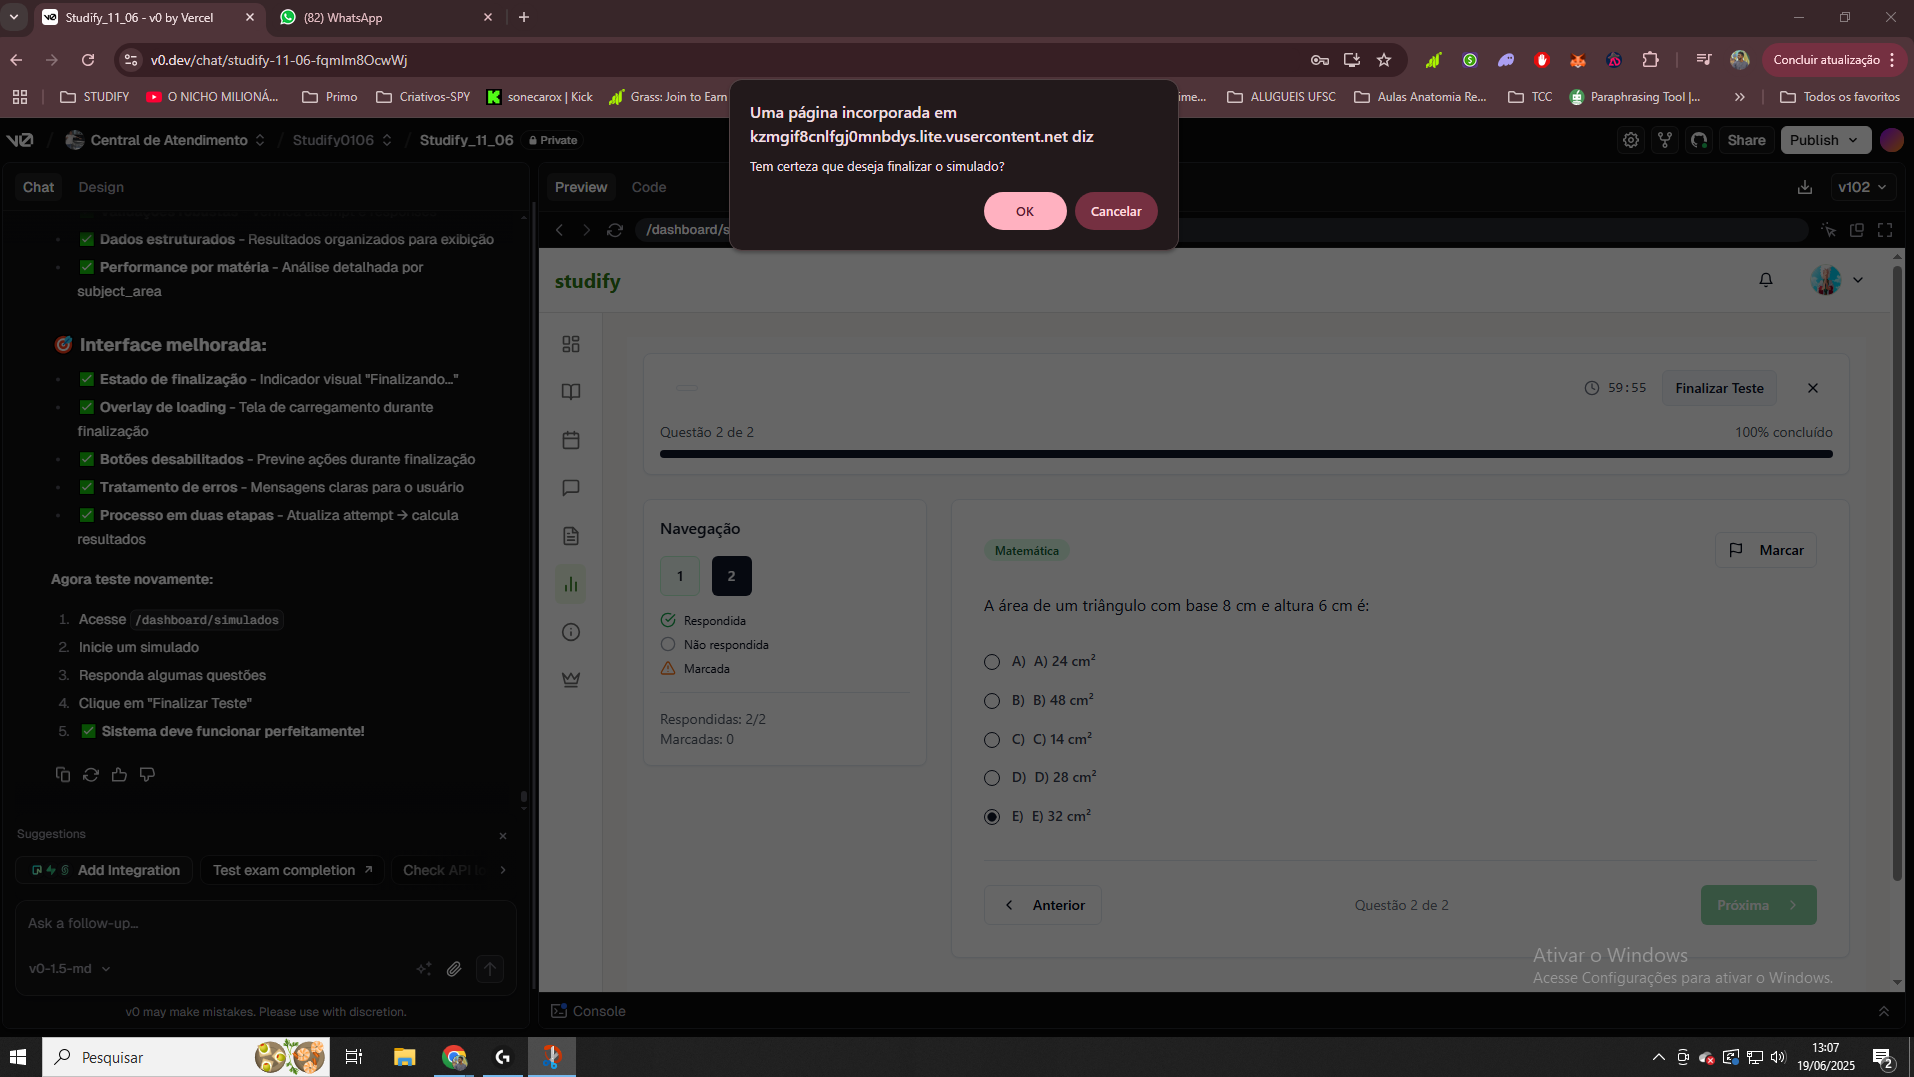 Studify_11_06 - v0 by Vercel
(82) WhatsApp
v0.dev/chat/studify-11-06-fqmlm8OcwWj
Concluir atualização
STUDIFY
O NICHO MILIONÁ...
Primo
Criativos-SPY
sonecarox | Kick
Grass: Join to Earn
ime...
ALUGUEIS UFSC
Aulas Anatomia Re...
TCC
Paraphrasing Tool |...
Todos os favoritos
Uma página incorporada em
kzmgif8cnlfgj0mnbdys.lite.vusercontent.net diz
Tem certeza que deseja finalizar o simulado?
OK
Cancelar
v0
Central de Atendimento
/
Studify0106
/
Studify_11_06
Private
Share
Publish
Chat
Design
Preview
Code
v102
/dashboard/s
Dados estruturados - Resultados organizados para exibição
Performance por matéria - Análise detalhada por
subject_area
Interface melhorada:
Estado de finalização - Indicador visual "Finalizando..."
Overlay de loading - Tela de carregamento durante
finalização
Botões desabilitados - Previne ações durante finalização
Tratamento de erros - Mensagens claras para o usuário
Processo em duas etapas - Atualiza attempt → calcula
resultados
Agora teste novamente:
1. Acesse /dashboard/simulados
2. Inicie um simulado
3. Responda algumas questões
4. Clique em "Finalizar Teste"
5. Sistema deve funcionar perfeitamente!
Suggestions
Add Integration
Test exam completion
Check API
Ask a follow-up...
v0-1.5-md
v0 may make mistakes. Please use with discretion.
studify
59:55
Finalizar Teste
Questão 2 de 2
100% concluído
Navegação
1
2
Respondida
Não respondida
Marcada
Respondidas: 2/2
Marcadas: 0
Matemática
Marcar
A área de um triângulo com base 8 cm e altura 6 cm é:
A) A) 24 cm²
B) B) 48 cm²
C) C) 14 cm²
D) D) 28 cm²
E) E) 32 cm²
Anterior
Questão 2 de 2
Próxima
Ativar o Windows
Acesse Configurações para ativar o Windows.
Console
Pesquisar
13:07
19/06/2025
2